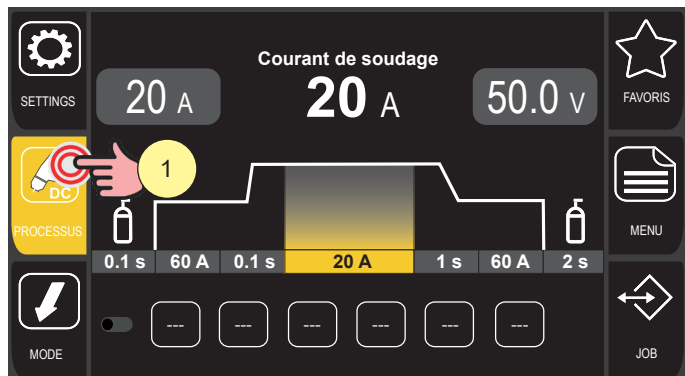 SETTINGS
PROCESSUS
DC
MODE
1
Courant de soudage
20 A
20 A
50.0 V
0.1 s 60 A 0.1 s 20 A 1 s 60 A 2 s
--- --- --- --- --- ---
FAVORIS
MENU
JOB